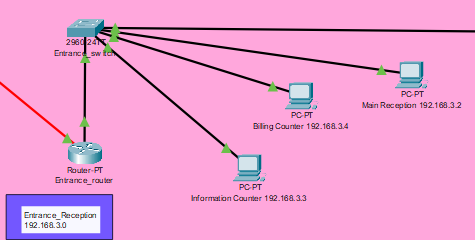 2960-24TT
Entrance_switch
PC-PT
Main Reception 192.168.3.2
PC-PT
Billing Counter 192.168.3.4
Router-PT
Entrance_router
PC-PT
Information Counter 192.168.3.3
Entrance_Reception
192.168.3.0